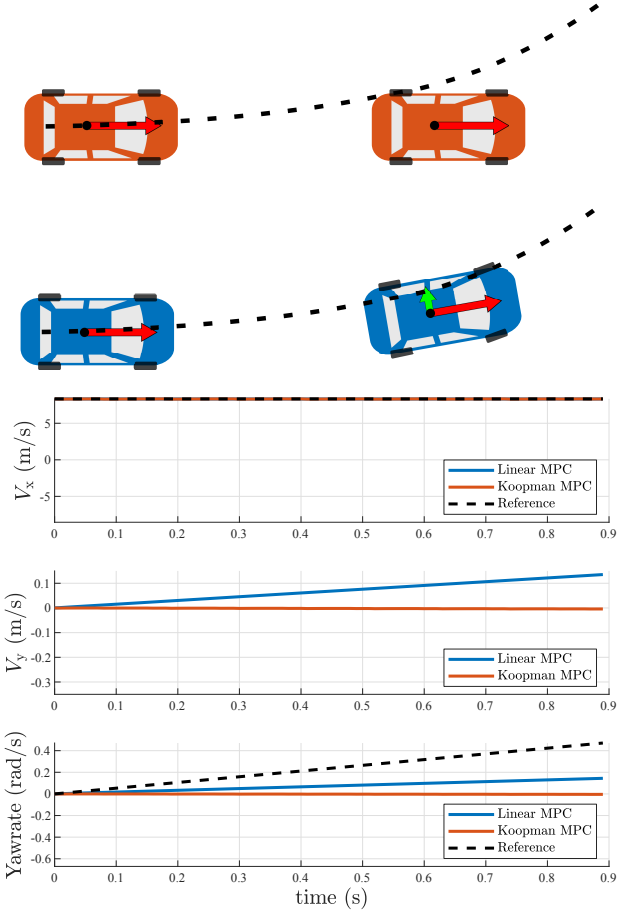 5
0
-5
Vx (m/s)
Linear MPC
Koopman MPC
Reference
0 0.1 0.2 0.3 0.4 0.5 0.6 0.7 0.8 0.9
0.1
0
-0.1
-0.2
-0.3
Vy (m/s)
Linear MPC
Koopman MPC
0 0.1 0.2 0.3 0.4 0.5 0.6 0.7 0.8 0.9
0.4
0.2
0
-0.2
-0.4
-0.6
Yawrate (rad/s)
Linear MPC
Koopman MPC
Reference
0 0.1 0.2 0.3 0.4 0.5 0.6 0.7 0.8 0.9
time (s)